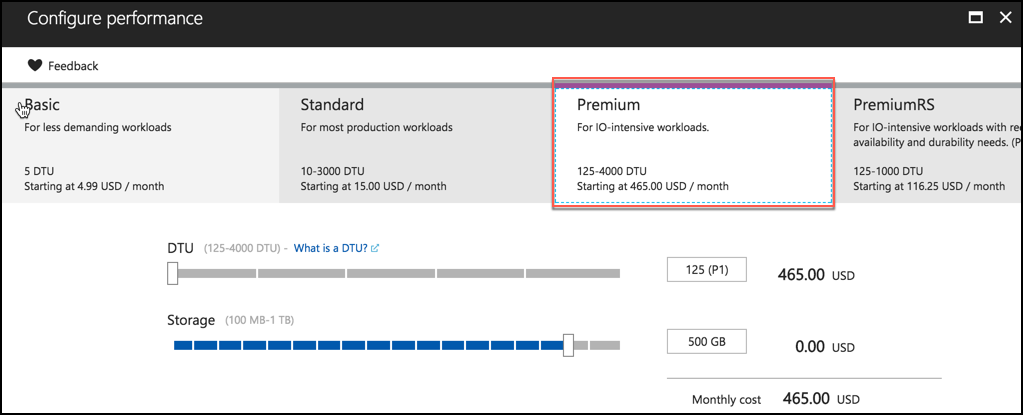 Configure performance
Feedback
Basic
For less demanding workloads
5 DTU
Starting at 4.99 USD / month
Standard
For most production workloads
10-3000 DTU
Starting at 15.00 USD / month
Premium
For IO-intensive workloads.
125-4000 DTU
Starting at 465.00 USD / month
PremiumRS
For IO-intensive workloads with
availability and durability needs. (P
125-1000 DTU
Starting at 116.25 USD / month
DTU (125-4000 DTU) - What is a DTU?
125 (P1) 465.00 USD
Storage (100 MB-1 TB)
500 GB 0.00 USD
Monthly cost 465.00 USD